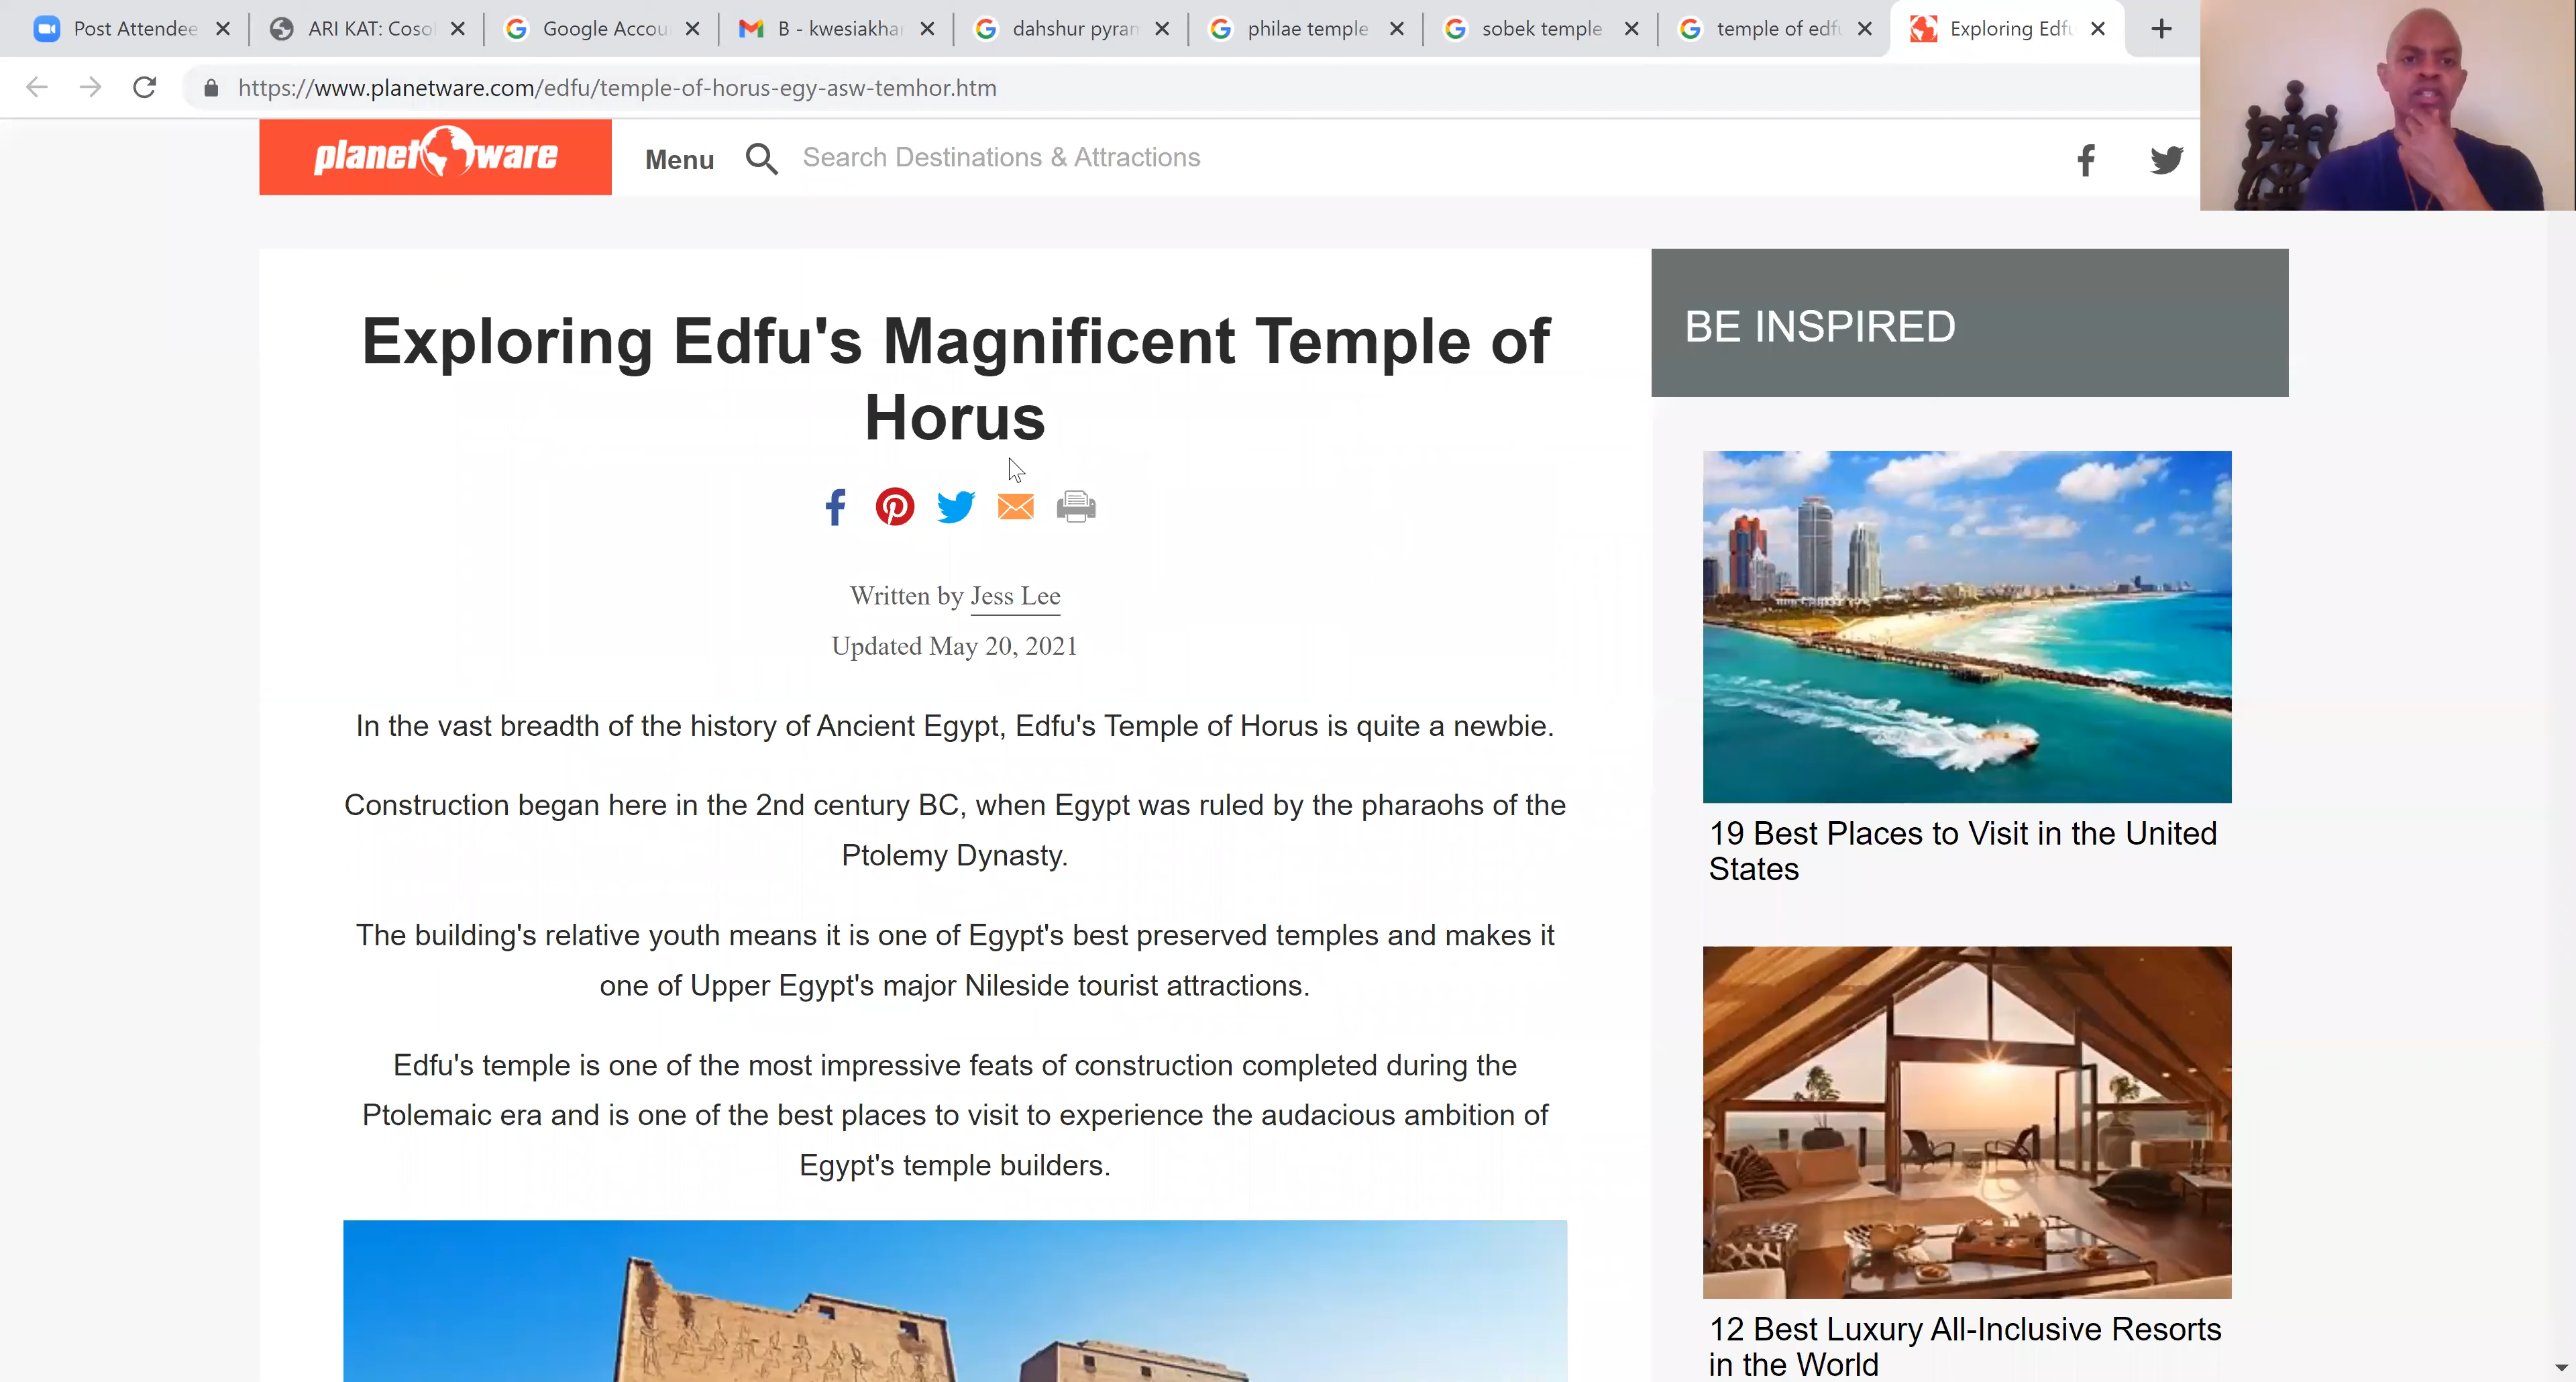 Post Attendee
ARI KAT: Coso
Google Accou
B - kwesiakha
dahshur pyram
philae temple
sobek temple
temple of edfu
Exploring Edfu
https://www.planetware.com/edfu/temple-of-horus-egy-asw-temhor.htm
planetware
Menu
Search Destinations & Attractions
Exploring Edfu's Magnificent Temple of
Horus
Written by Jess Lee
Updated May 20, 2021
In the vast breadth of the history of Ancient Egypt, Edfu's Temple of Horus is quite a newbie.
Construction began here in the 2nd century BC, when Egypt was ruled by the pharaohs of the
Ptolemy Dynasty.
The building's relative youth means it is one of Egypt's best preserved temples and makes it
one of Upper Egypt's major Nileside tourist attractions.
Edfu's temple is one of the most impressive feats of construction completed during the
Ptolemaic era and is one of the best places to visit to experience the audacious ambition of
Egypt's temple builders.
BE INSPIRED
19 Best Places to Visit in the United
States
12 Best Luxury All-Inclusive Resorts
in the World